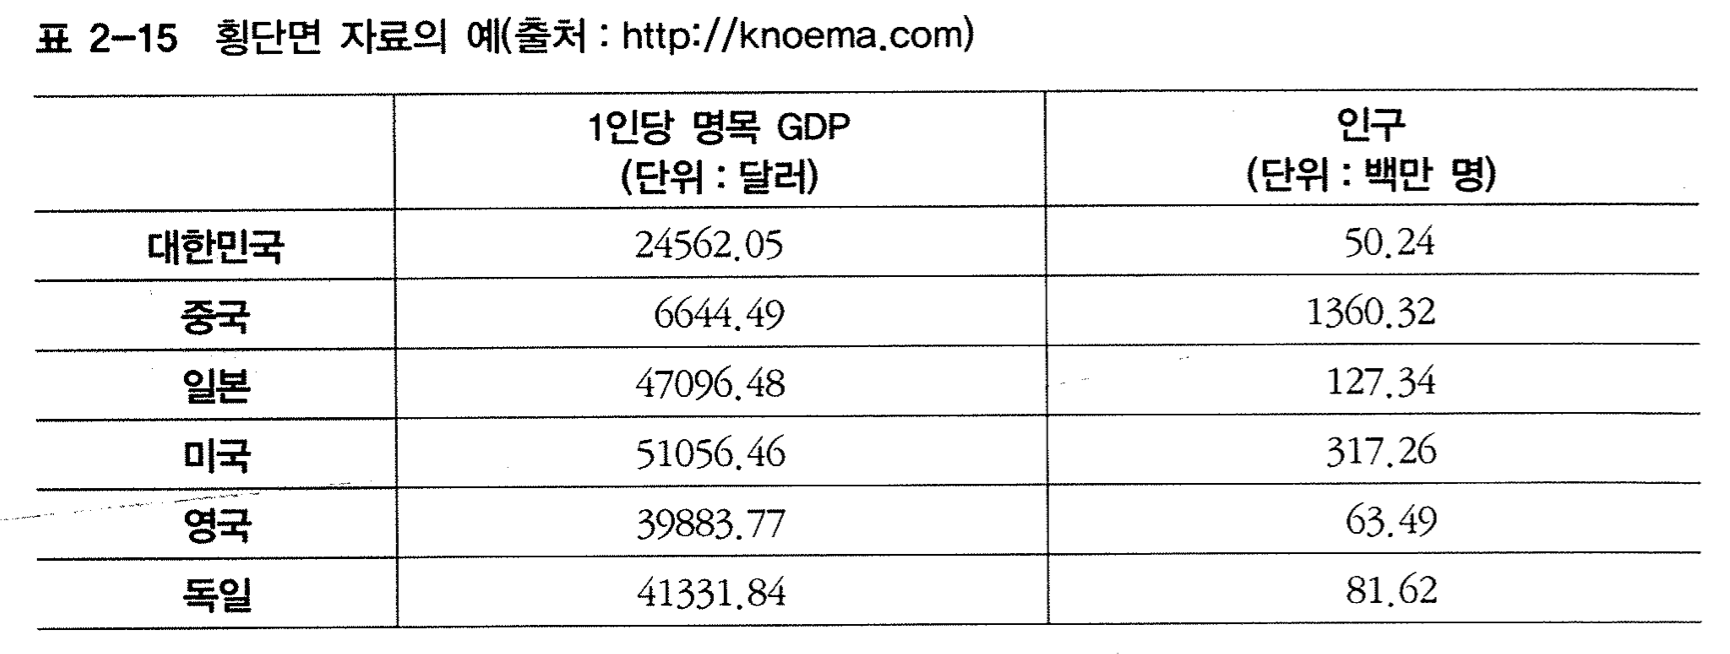 표 2-15 횡단면 자료의 예(출처 : http://knoema.com)
1인당 명목 GDP 인구
(단위 : 달러) (단위 : 백만 명)
대한민국 24562.05 50.24
중국 6644.49 1360.32
일본 47096.48 127.34
미국 51056.46 317.26
영국 39883.77 63.49
독일 41331.84 81.62